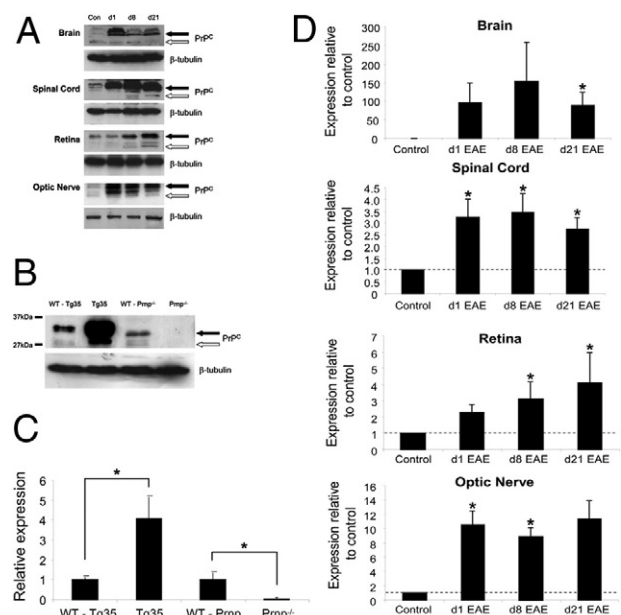 A
Con d1 d8 d21
Brain
PrPᶜ
β-tubulin
Spinal Cord
PrPᶜ
β-tubulin
Retina
PrPᶜ
β-tubulin
Optic Nerve
PrPᶜ
β-tubulin
B
WT - Tg35 Tg35 WT - Prnp⁻/⁻ Prnp⁻/⁻
37kDa
27kDa
PrPᶜ
β-tubulin
C
Relative expression
6
5
4
3
2
1
0
*
*
WT - Tg35 Tg35 WT - Prnp Prnp⁻/⁻
D
Brain
Expression relative
to control
300
250
200
150
100
50
0
*
Control d1 EAE d8 EAE d21 EAE
Spinal Cord
Expression relative
to control
4.5
4.0
3.5
3.0
2.5
2.0
1.5
1.0
0.5
0
* * *
Control d1 EAE d8 EAE d21 EAE
Retina
Expression relative
to control
7
6
5
4
3
2
1
0
* *
Control d1 EAE d8 EAE d21 EAE
Optic Nerve
Expression relative
to control
16
14
12
10
8
6
4
2
0
* *
Control d1 EAE d8 EAE d21 EAE